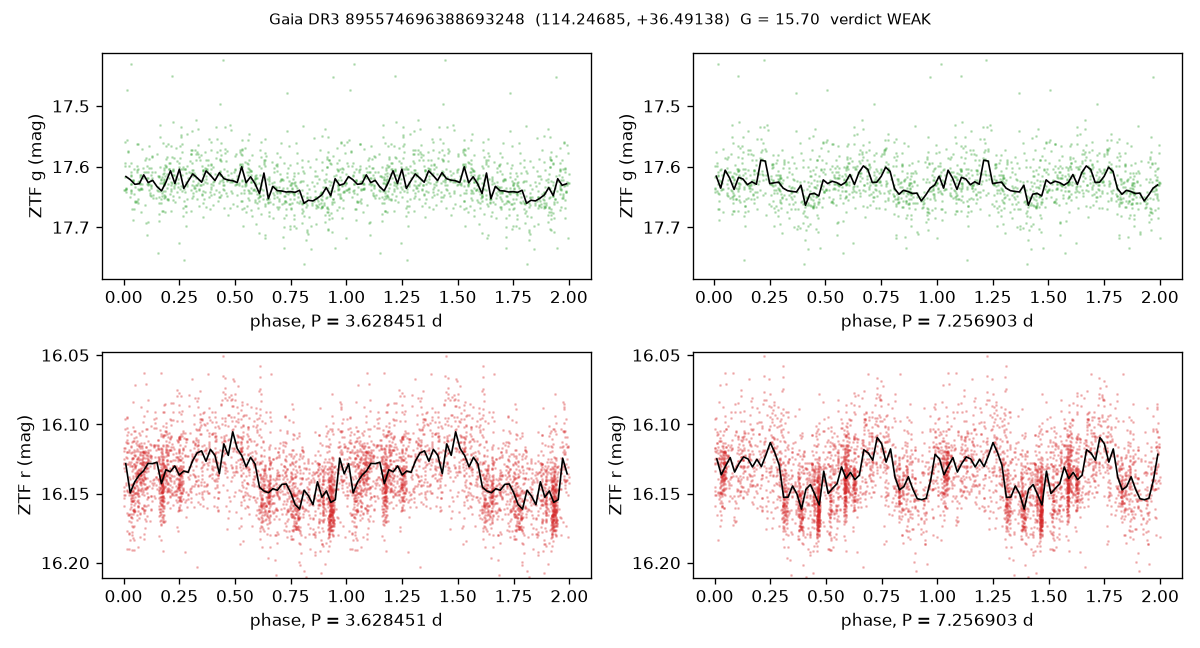 Gaia DR3 895574696388693248  (114.24685, +36.49138)  G = 15.70  verdict WEAK
ZTF g (mag)
17.5
17.6
17.7
0.00 0.25 0.50 0.75 1.00 1.25 1.50 1.75 2.00
phase, P = 3.628451 d
ZTF g (mag)
17.5
17.6
17.7
0.00 0.25 0.50 0.75 1.00 1.25 1.50 1.75 2.00
phase, P = 7.256903 d
ZTF r (mag)
16.05
16.10
16.15
16.20
0.00 0.25 0.50 0.75 1.00 1.25 1.50 1.75 2.00
phase, P = 3.628451 d
ZTF r (mag)
16.05
16.10
16.15
16.20
0.00 0.25 0.50 0.75 1.00 1.25 1.50 1.75 2.00
phase, P = 7.256903 d